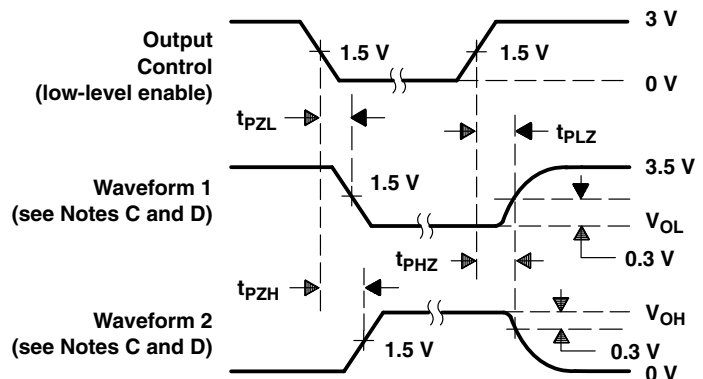 Output
Control
(low-level enable)
1.5 V
1.5 V
3 V
0 V
tPZL
tPLZ
Waveform 1
(see Notes C and D)
1.5 V
3.5 V
VOL
0.3 V
tPZH
tPHZ
Waveform 2
(see Notes C and D)
1.5 V
VOH
0.3 V
0 V